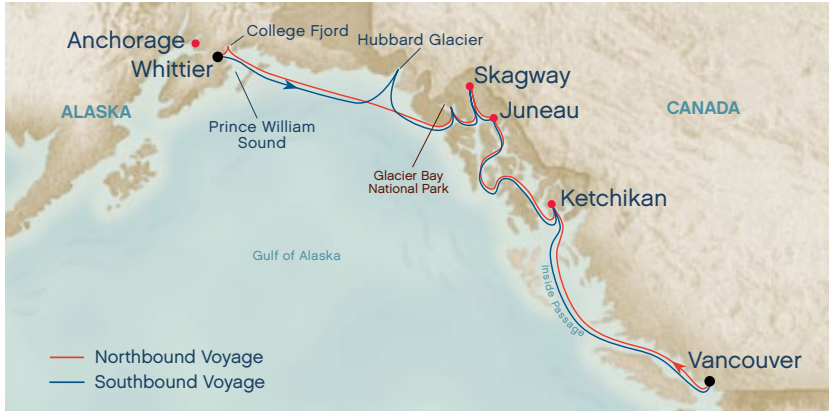 College Fjord
Anchorage
Hubbard Glacier
Whittier
Skagway
ALASKA
Juneau
CANADA
Prince William
Sound
Glacier Bay
National Park
Ketchikan
Gulf of Alaska
Inside Passage
Northbound Voyage
Vancouver
Southbound Voyage